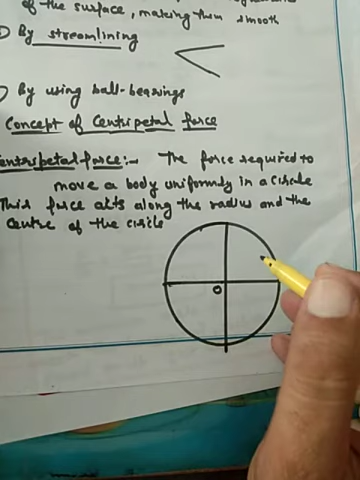 of the surface, making them smooth
By streamlining
By using ball-bearings
Concept of Centripetal force
Centripetal force:- The force required to
move a body uniformly in a circle
This force acts along the radius and the
Centre of the circle
O